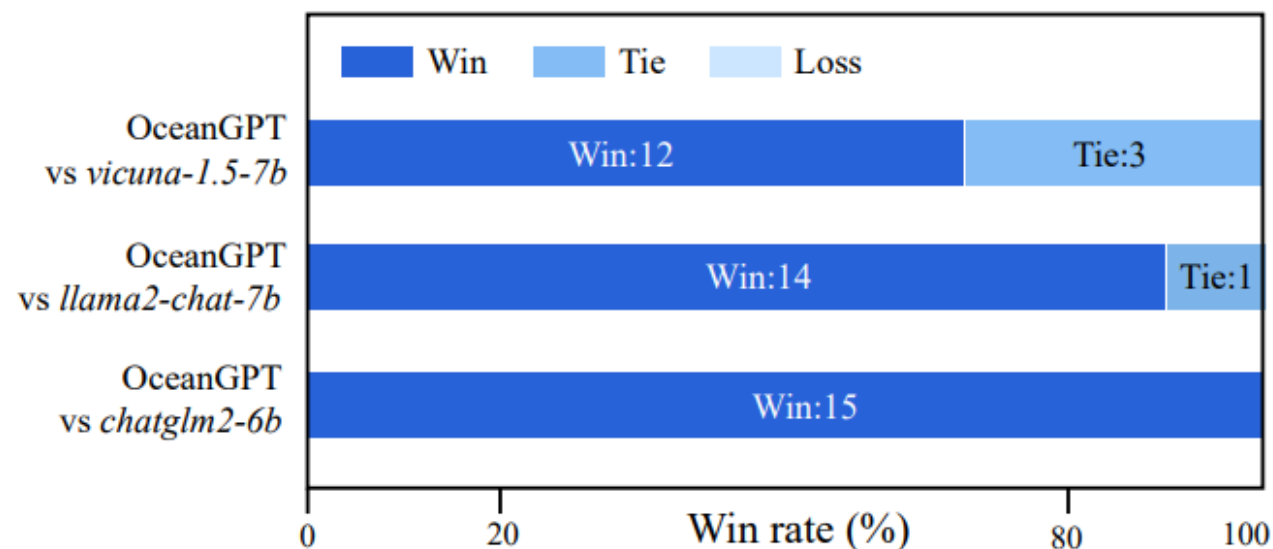 Win Tie Loss
OceanGPT
vs vicuna-1.5-7b
Win:12 Tie:3
OceanGPT
vs llama2-chat-7b
Win:14 Tie:1
OceanGPT
vs chatglm2-6b
Win:15
0 20 80 100
Win rate (%)